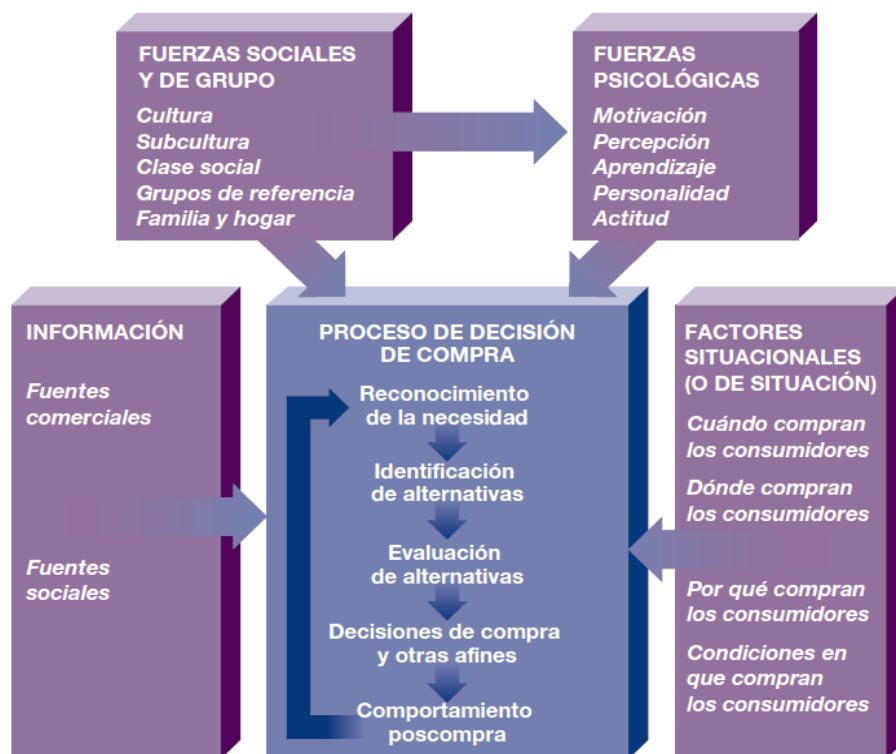 FUERZAS SOCIALES
Y DE GRUPO
Cultura
Subcultura
Clase social
Grupos de referencia
Familia y hogar
FUERZAS
PSICOLÓGICAS
Motivación
Percepción
Aprendizaje
Personalidad
Actitud
INFORMACIÓN
Fuentes
comerciales
Fuentes
sociales
PROCESO DE DECISIÓN
DE COMPRA
Reconocimiento
de la necesidad
Identificación
de alternativas
Evaluación
de alternativas
Decisiones de compra
y otras afines
Comportamiento
poscompra
FACTORES
SITUACIONALES
(O DE SITUACIÓN)
Cuándo compran
los consumidores
Dónde compran
los consumidores
Por qué compran
los consumidores
Condiciones en
que compran
los consumidores